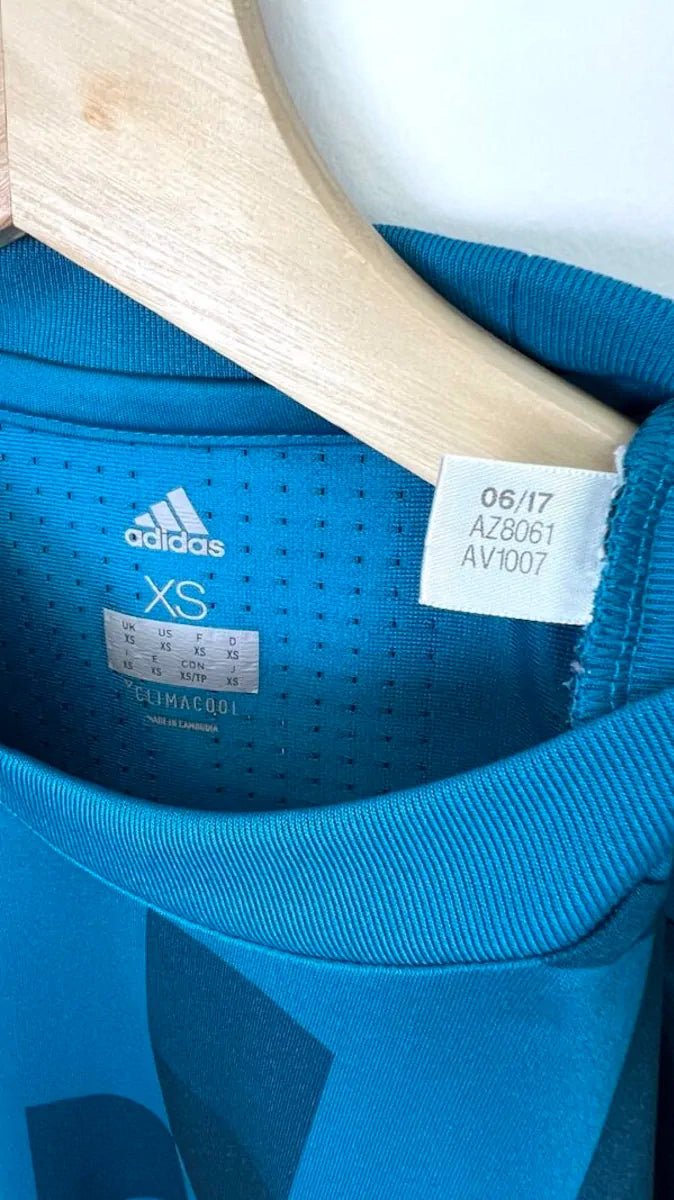 adidas
XS
UK US F D
XS XS XS XS
I E CON J
XS XS XS/TP XS
CLIMACOOL
MADE IN CAMBODIA
06/17
AZ8061
AV1007